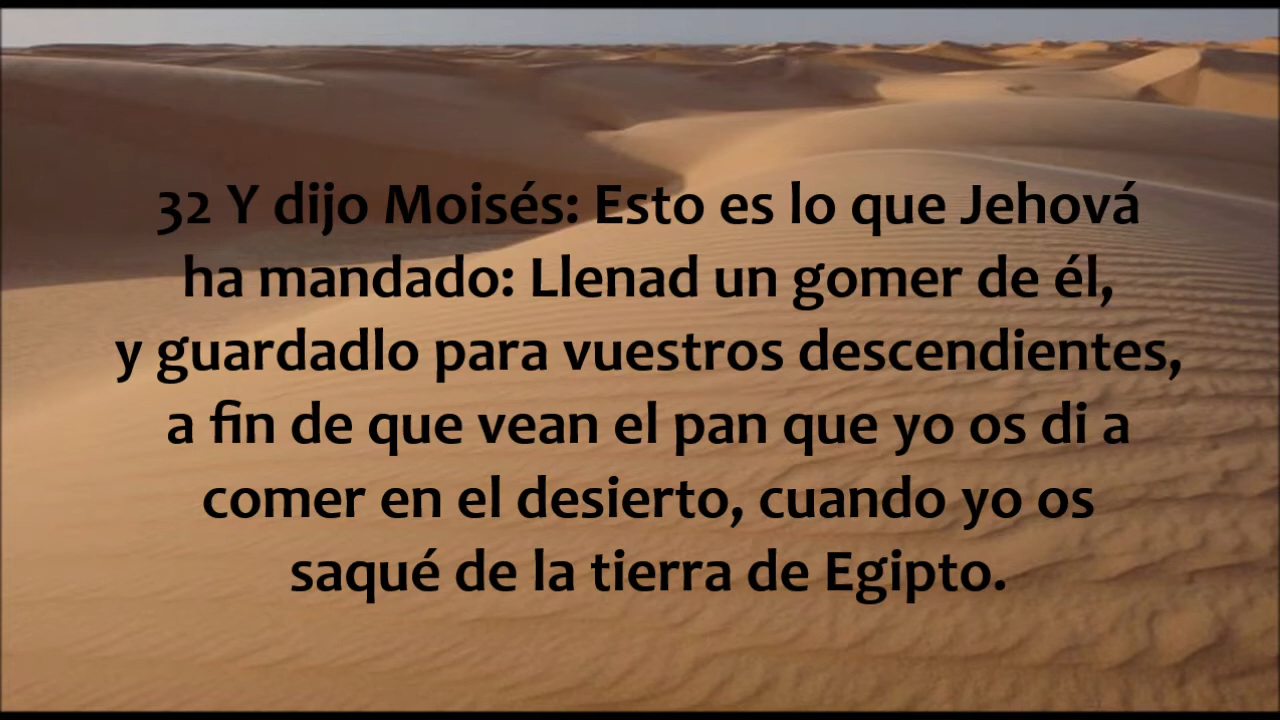 32 Y dijo Moisés: Esto es lo que Jehová
ha mandado: Llenad un gomer de él,
y guardadlo para vuestros descendientes,
a fin de que vean el pan que yo os di a
comer en el desierto, cuando yo os
saqué de la tierra de Egipto.